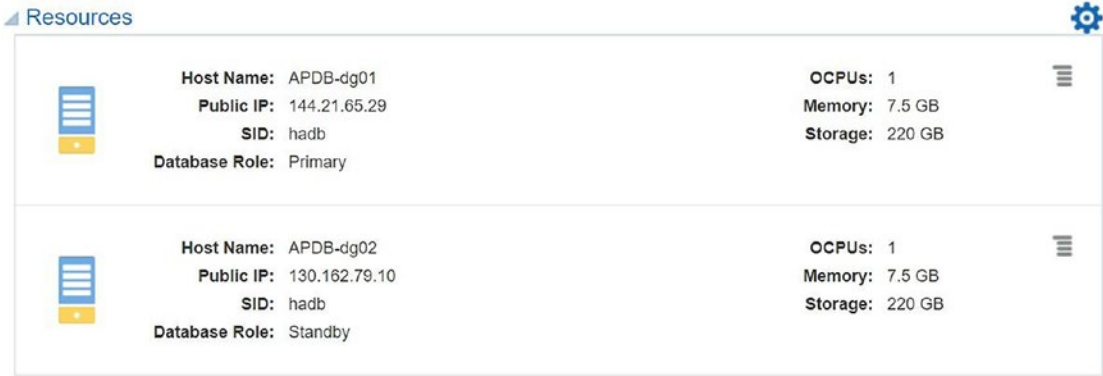 Resources
Host Name: APDB-dg01 OCPUs: 1
Public IP: 144.21.65.29 Memory: 7.5 GB
SID: hadb Storage: 220 GB
Database Role: Primary
Host Name: APDB-dg02 OCPUs: 1
Public IP: 130.162.79.10 Memory: 7.5 GB
SID: hadb Storage: 220 GB
Database Role: Standby